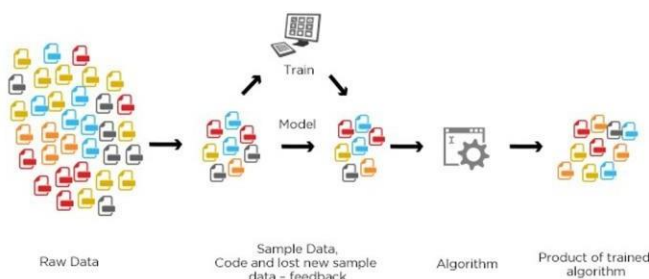 Train
Model
Raw Data
Sample Data,
Code and lost new sample
data – feedback
Algorithm
Product of trained
algorithm